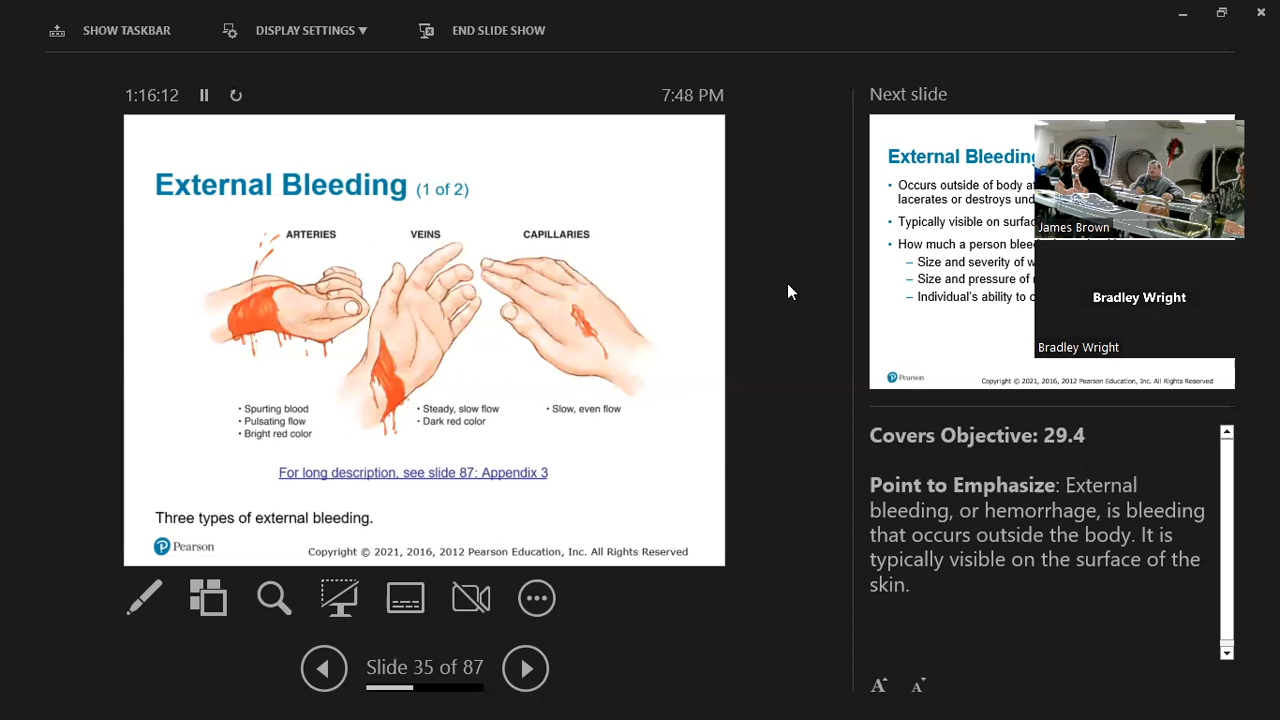 SHOW TASKBAR
DISPLAY SETTINGS ▼
END SLIDE SHOW
1:16:12
7:48 PM
External Bleeding (1 of 2)
ARTERIES
VEINS
CAPILLARIES
• Spurting blood
• Pulsating flow
• Bright red color
• Steady, slow flow
• Dark red color
• Slow, even flow
For long description, see slide 87: Appendix 3
Three types of external bleeding.
Pearson
Copyright © 2021, 2016, 2012 Pearson Education, Inc. All Rights Reserved
Slide 35 of 87
Next slide
External Bleeding
• Occurs outside of body
lacerates or destroys
• Typically visible on
• How much a person
– Size and severity of
– Size and pressure of
– Individual's ability to
Pearson
Copyright © 2021, 2016, 2012 Pearson Education, Inc. All Rights Reserved
James Brown
Bradley Wright
Bradley Wright
Covers Objective: 29.4
Point to Emphasize: External
bleeding, or hemorrhage, is bleeding
that occurs outside the body. It is
typically visible on the surface of the
skin.
A A